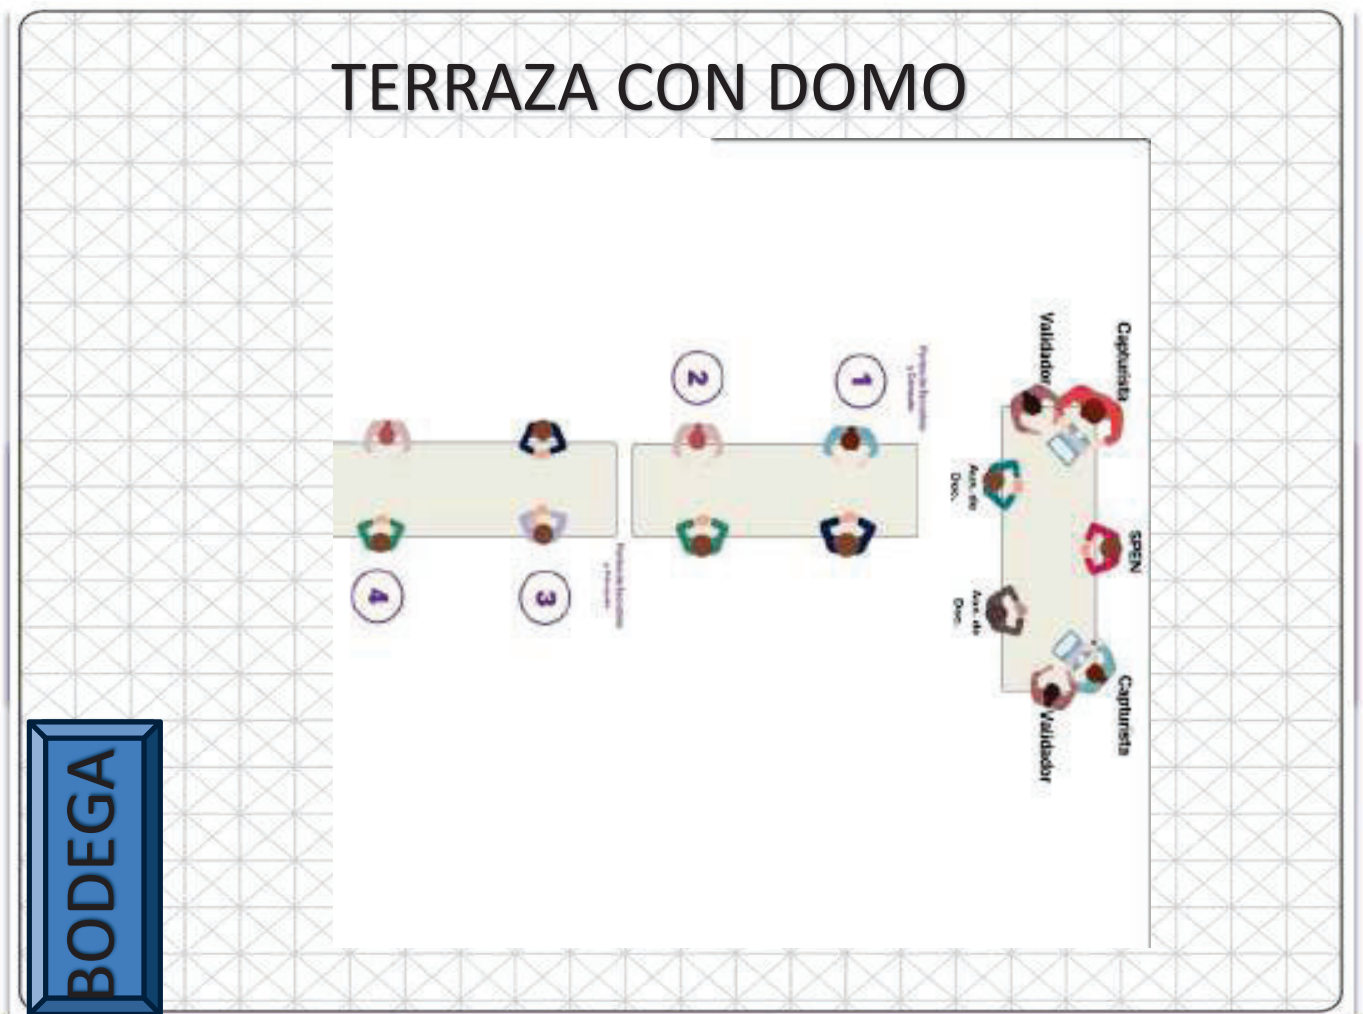 TERRAZA CON DOMO
Capturista
Validador
2
1
Aux. de
Doc.
SPEN
4
3
Aux. de
Doc.
Capturista
Validador
BODEGA